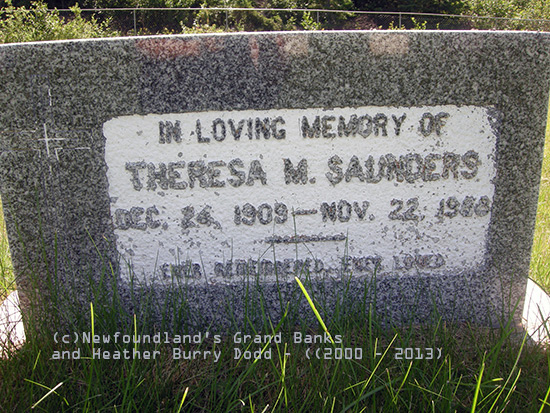 IN LOVING MEMORY OF
THERESA M. SAUNDERS
DEC. 24, 1909 — NOV. 22,
EVER REMEMBERED, EVER LOVED
(c)Newfoundland's Grand Banks
and Heather Burry Dodd - ((2000 - 2013)